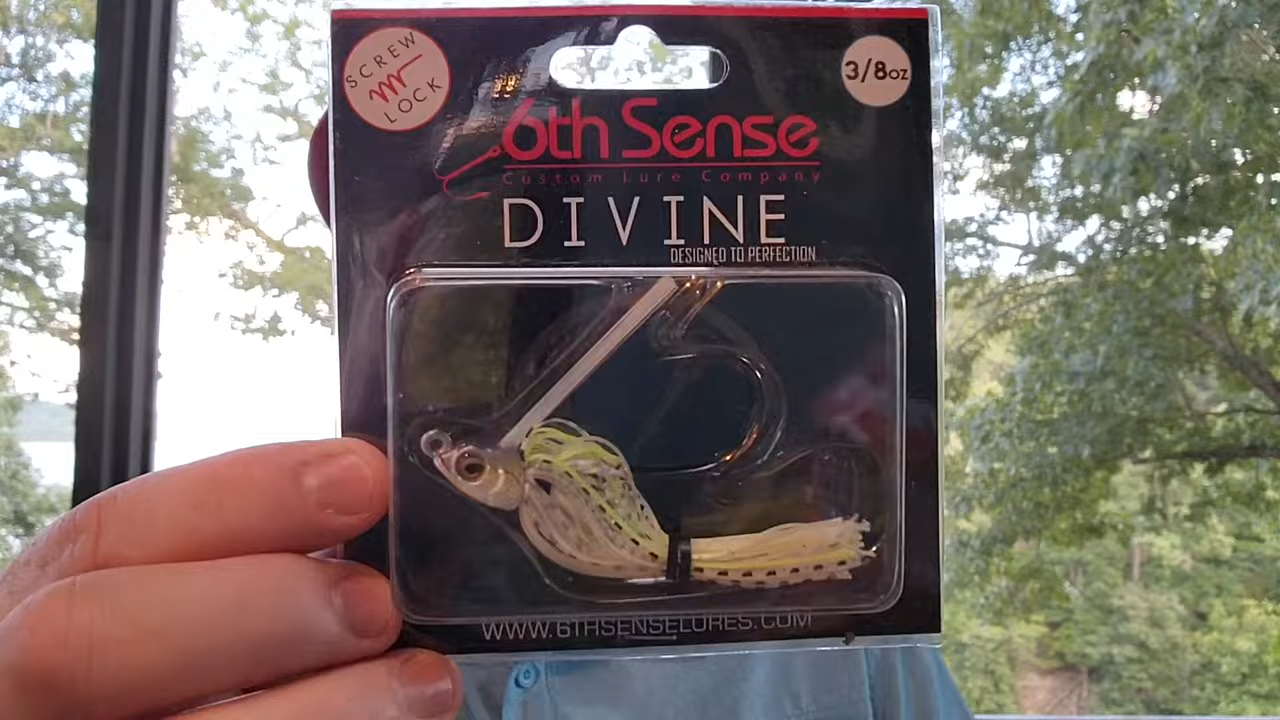 SCREW
LOCK
3/8oz
6th Sense
Custom Lure Company
DIVINE
DESIGNED TO PERFECTION
WWW.6THSENSELURES.COM